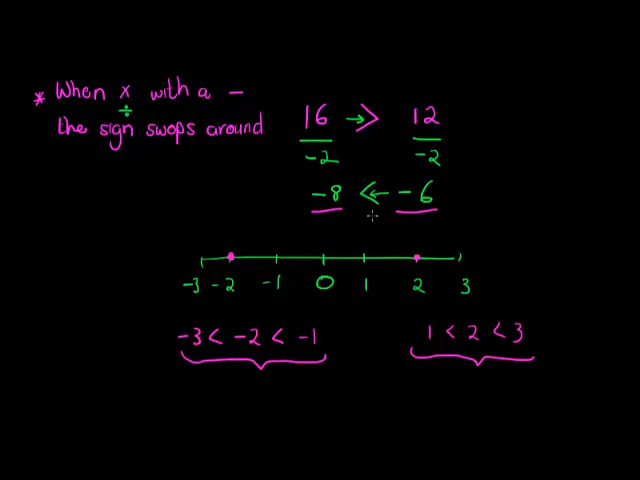 * When x with a -
÷
the sign swops around
16 → > 12
-2 -2
-8 <← -6
-3 -2 -1 0 1 2 3
-3 < -2 < -1 1 < 2 < 3